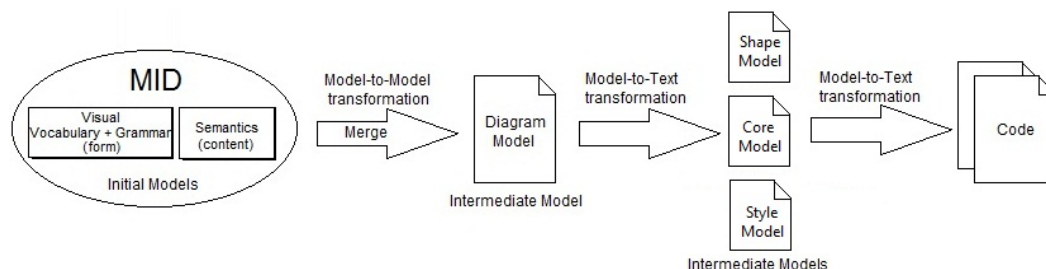 MID
Visual
Vocabulary + Grammar
(form)
Semantics
(content)
Initial Models
Model-to-Model
transformation
Merge
Diagram
Model
Intermediate Model
Model-to-Text
transformation
Shape
Model
Core
Model
Style
Model
Intermediate Models
Model-to-Text
transformation
Code